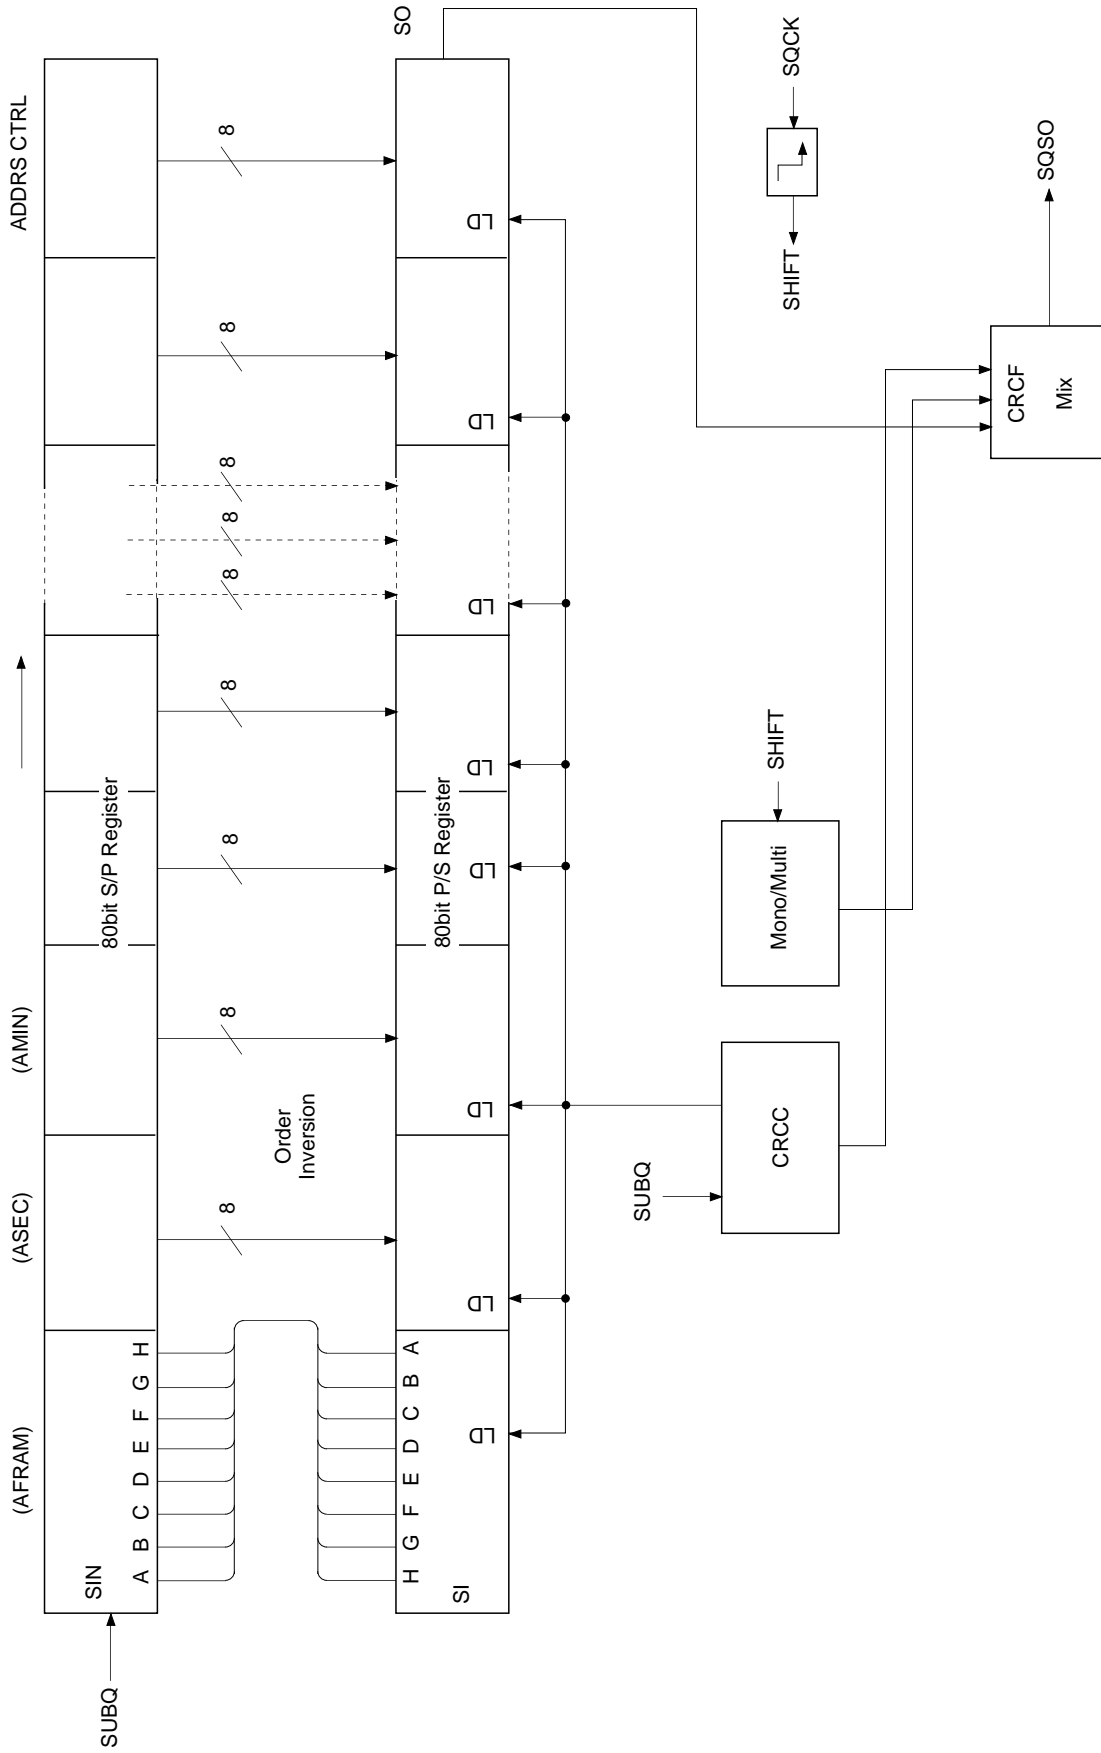 (AFRAM)
(ASEC)
(AMIN)
ADDRS CTRL
SUBQ
SIN
80bit S/P Register
A B C D E F G H
8
8
8
8
8
8
8
8
8
Order
Inversion
SO
H G F E D C B A
SI
80bit P/S Register
LD
LD
LD
LD
LD
LD
LD
LD
SUBQ
CRCC
Mono/Multi
SHIFT
SHIFT
SQCK
CRCF
Mix
SQSO